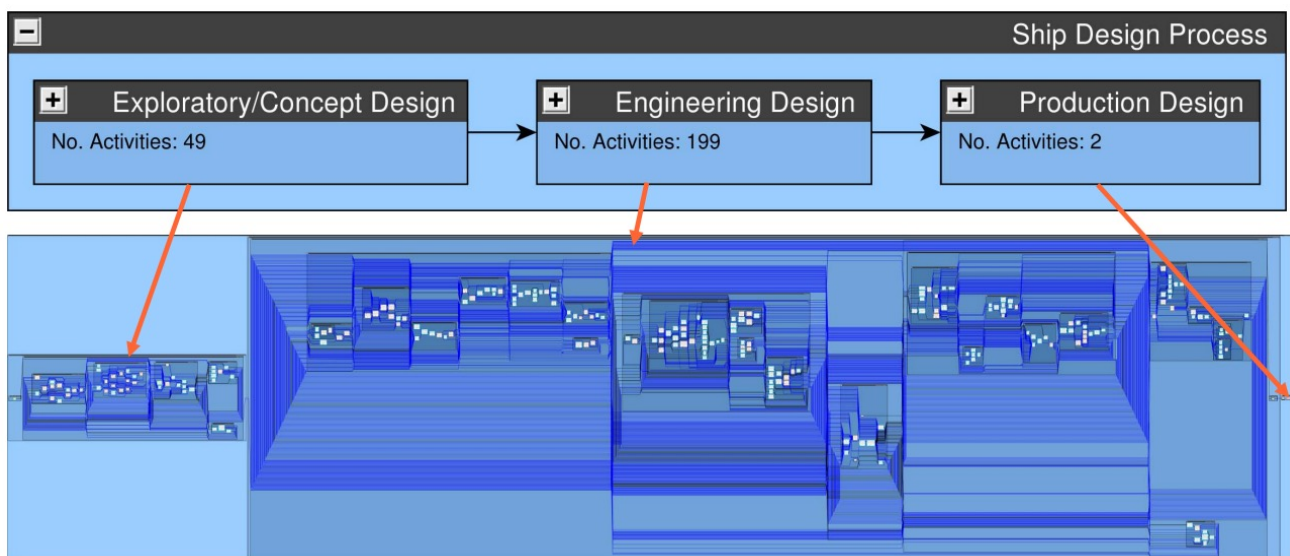 Ship Design Process
Exploratory/Concept Design
No. Activities: 49
Engineering Design
No. Activities: 199
Production Design
No. Activities: 2